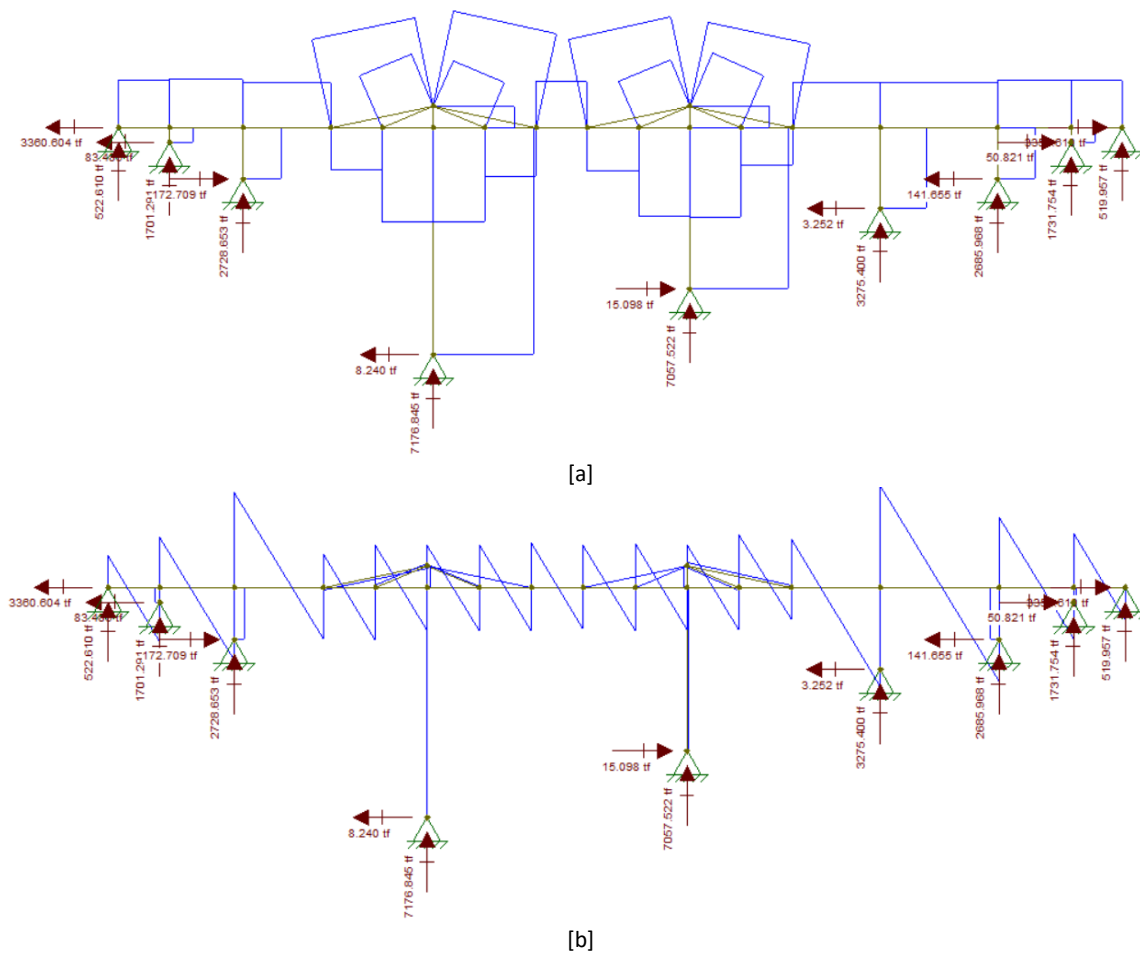 3360.604 tf
522.610 tf
1701.291 tf
172.709 tf
2728.653 tf
8.240 tf
7176.845 tf
15.098 tf
7057.522 tf
3.252 tf
3275.400 tf
141.655 tf
2685.968 tf
50.821 tf
1731.754 tf
519.957 tf
[a]
3360.604 tf
522.610 tf
1701.291 tf
172.709 tf
2728.653 tf
8.240 tf
7176.845 tf
15.098 tf
7057.522 tf
3.252 tf
3275.400 tf
141.655 tf
2685.968 tf
50.821 tf
1731.754 tf
519.957 tf
[b]